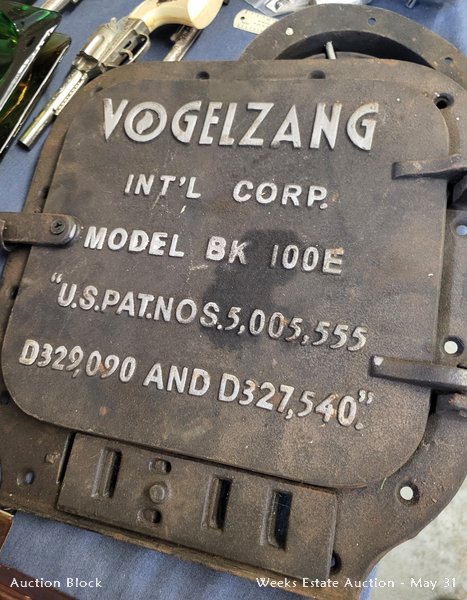 VOGELZANG
INT'L CORP.
MODEL BK 100E
"U.S.PAT.NOS.5,005,555
D329,090 AND D327,540."
Auction Block
Weeks Estate Auction - May 31